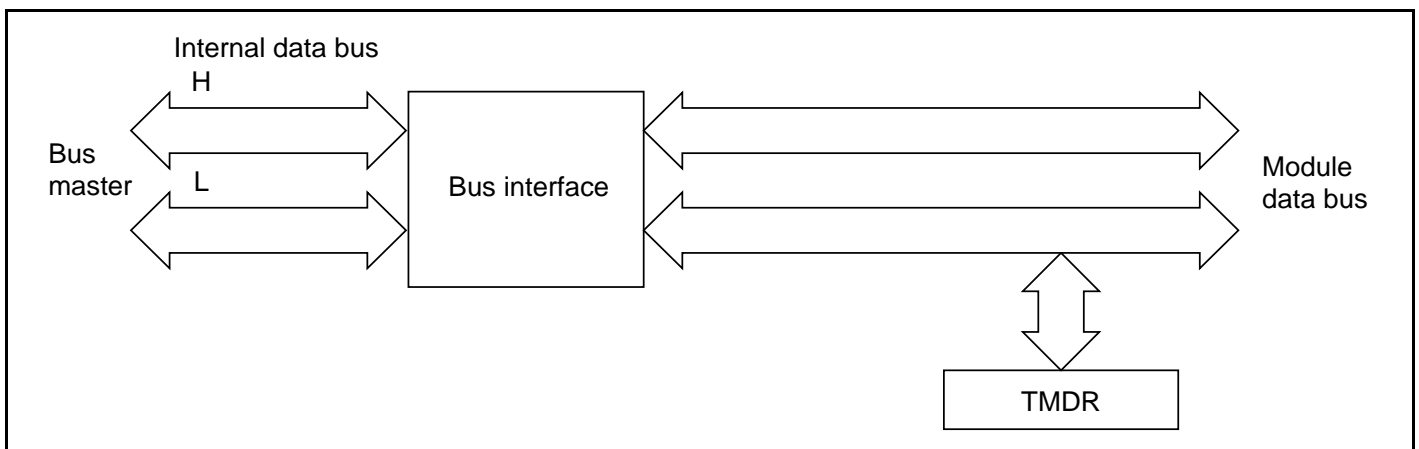 Internal data bus
H
Bus
master
L
Bus interface
Module
data bus
TMDR